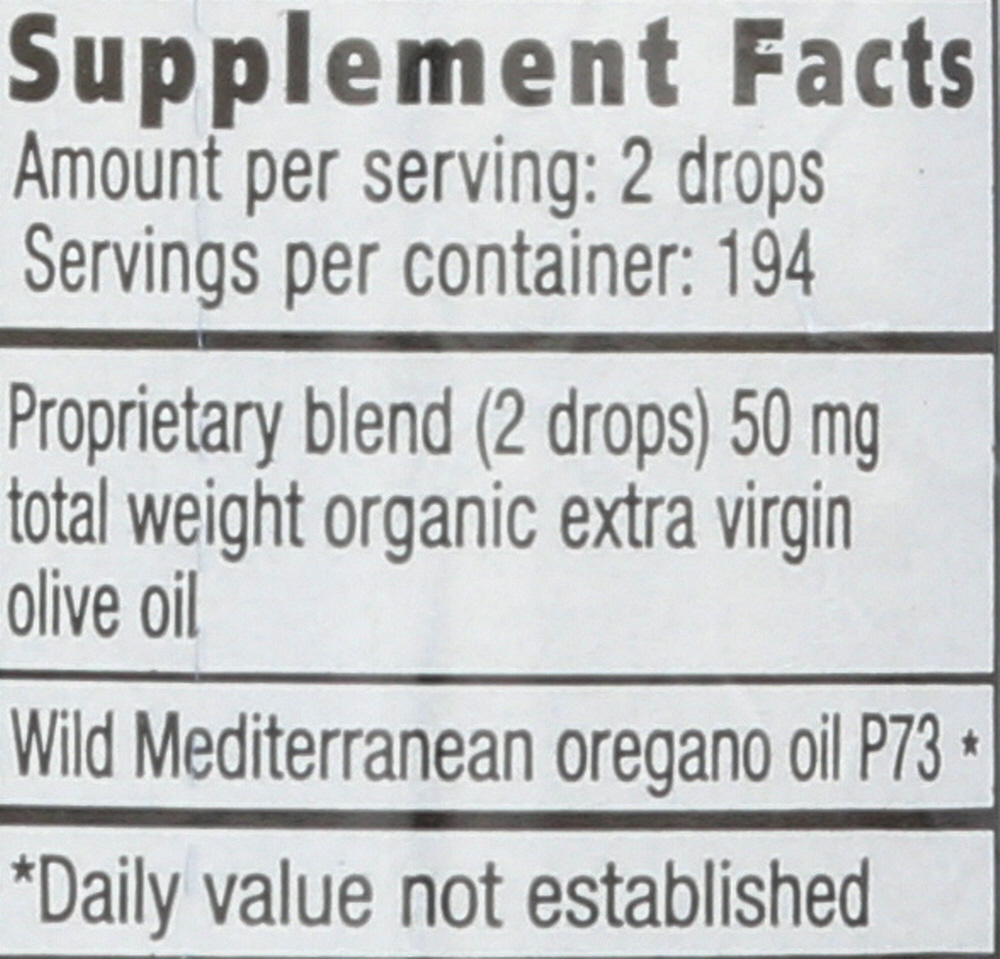 Supplement Facts
Amount per serving: 2 drops
Servings per container: 194
Proprietary blend (2 drops) 50 mg
total weight organic extra virgin
olive oil
Wild Mediterranean oregano oil P73 *
*Daily value not established